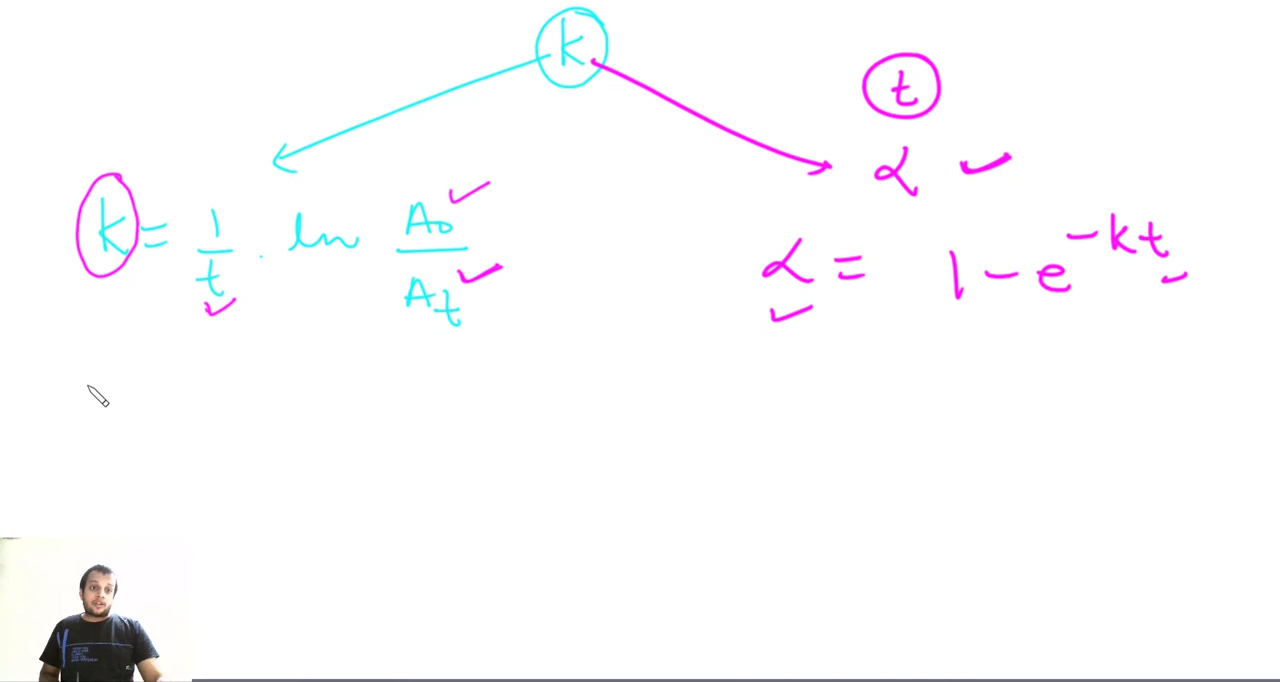 k
t
α
k = 1/t . ln A₀/Aₜ
α = 1 - e^(-kt)